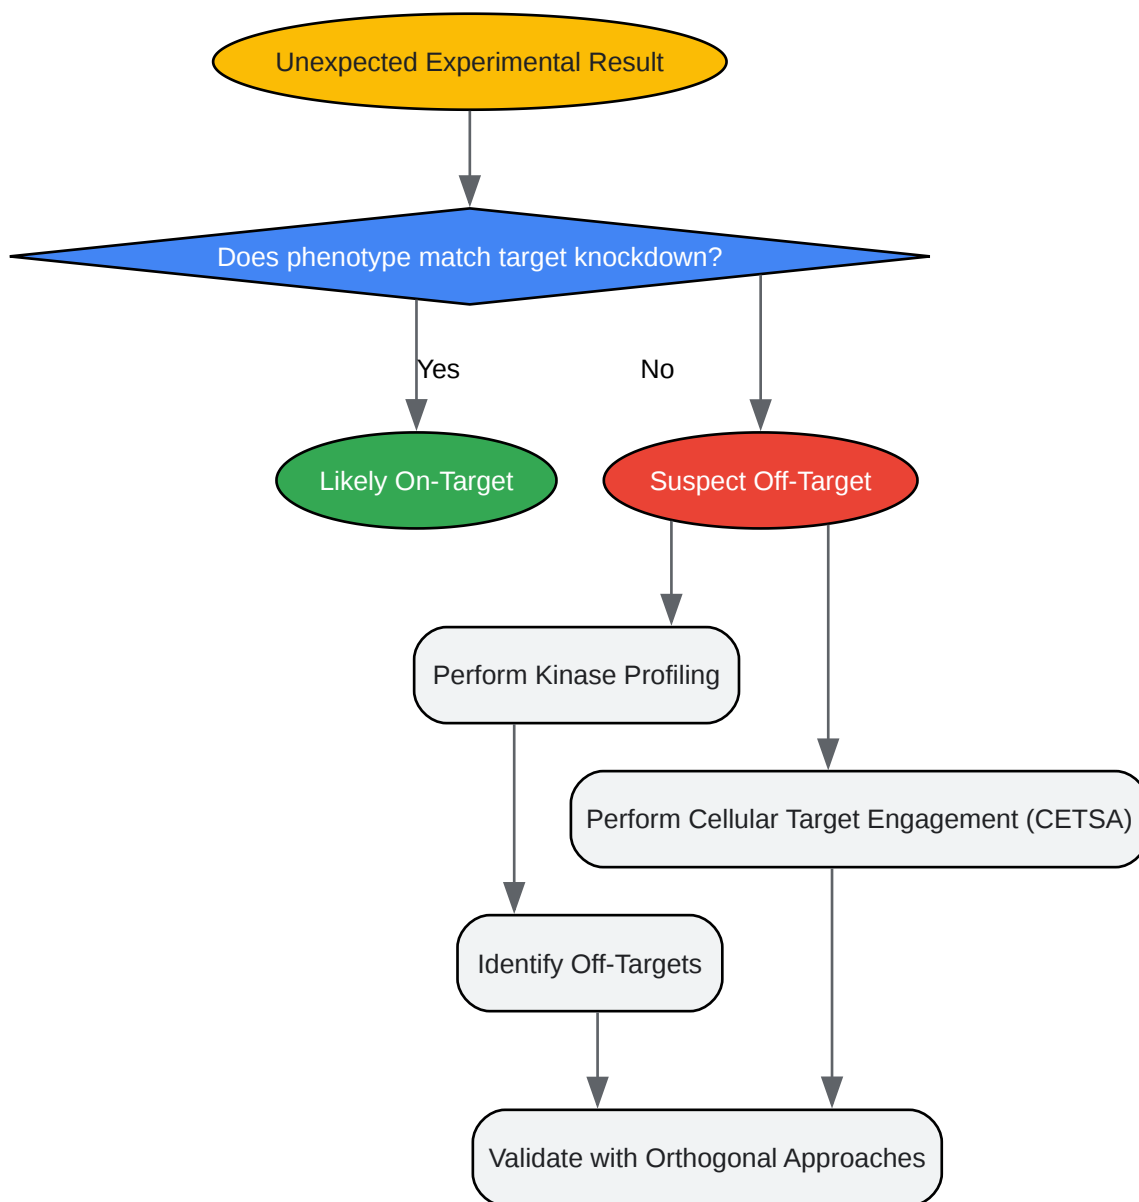 Unexpected Experimental Result
Does phenotype match target knockdown?
Yes
No
Likely On-Target
Suspect Off-Target
Perform Kinase Profiling
Perform Cellular Target Engagement (CETSA)
Identify Off-Targets
Validate with Orthogonal Approaches